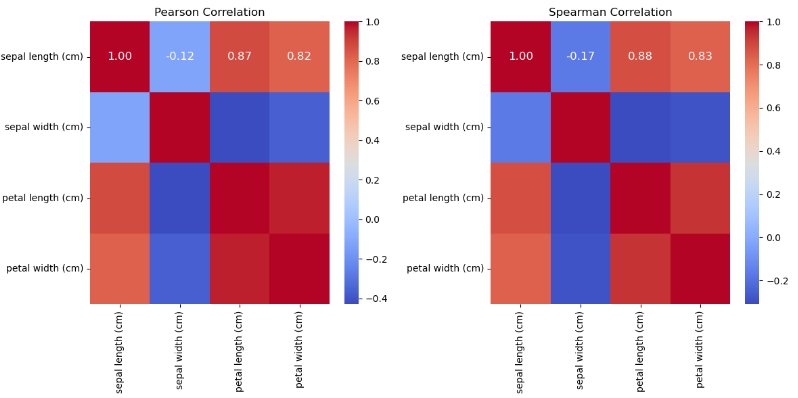 Pearson Correlation
sepal length (cm)
sepal width (cm)
petal length (cm)
petal width (cm)
1.00 -0.12 0.87 0.82
sepal length (cm)
sepal width (cm)
petal length (cm)
petal width (cm)
1.0
0.8
0.6
0.4
0.2
0.0
−0.2
−0.4
Spearman Correlation
sepal length (cm)
sepal width (cm)
petal length (cm)
petal width (cm)
1.00 -0.17 0.88 0.83
sepal length (cm)
sepal width (cm)
petal length (cm)
petal width (cm)
1.0
0.8
0.6
0.4
0.2
0.0
−0.2